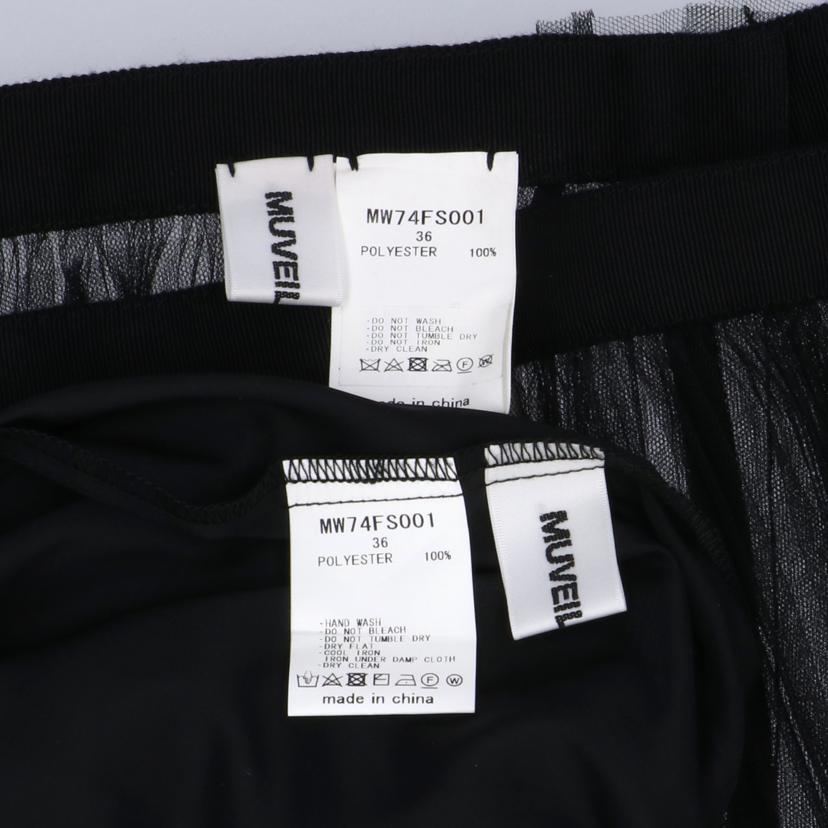 MUVEIL
MW74FS001
36
POLYESTER 100%
-DO NOT WASH
-DO NOT BLEACH
-DO NOT TUMBLE DRY
-DO NOT IRON
-DRY CLEAN
made in china
MW74FS001
36
POLYESTER 100%
-HAND WASH
-DO NOT BLEACH
-DO NOT TUMBLE DRY
-DRY FLAT
-COOL IRON
IRON UNDER DAMP CLOTH
-DRY CLEAN
made in china
MUVEIL